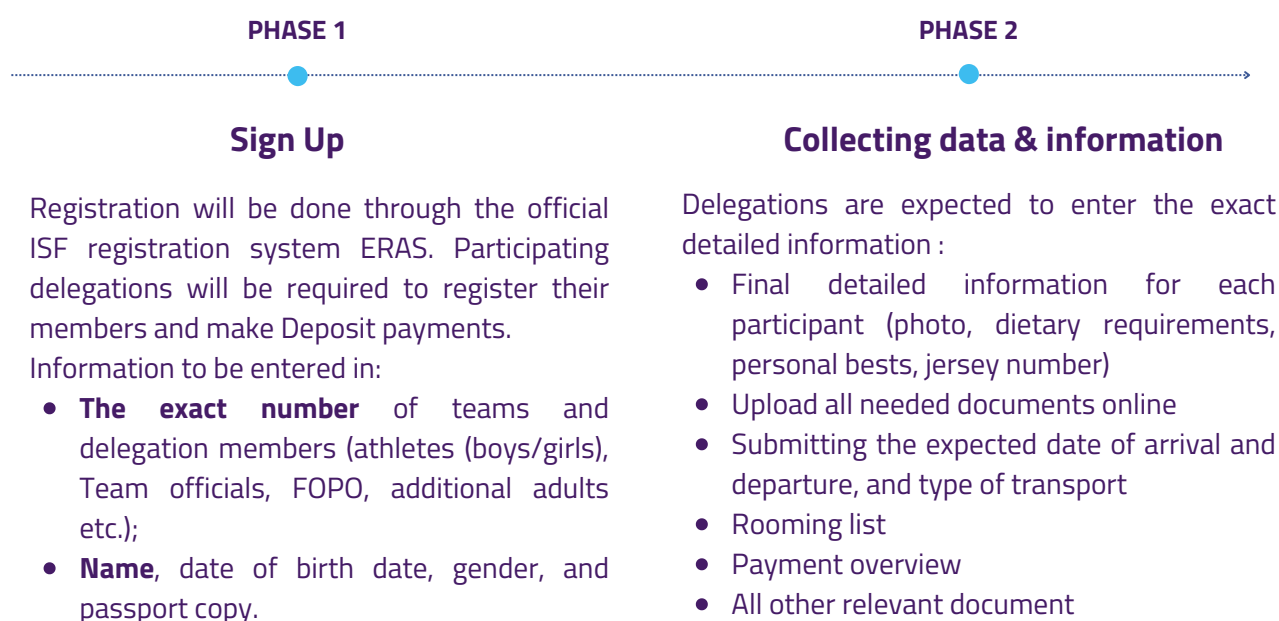 PHASE 1
Sign Up
Registration will be done through the official
ISF registration system ERAS. Participating
delegations will be required to register their
members and make Deposit payments.
Information to be entered in:
• The exact number of teams and
delegation members (athletes (boys/girls),
Team officials, FOPO, additional adults
etc.);
• Name, date of birth date, gender, and
passport copy.
PHASE 2
Collecting data & information
Delegations are expected to enter the exact
detailed information :
• Final detailed information for each
participant (photo, dietary requirements,
personal bests, jersey number)
• Upload all needed documents online
• Submitting the expected date of arrival and
departure, and type of transport
• Rooming list
• Payment overview
• All other relevant document